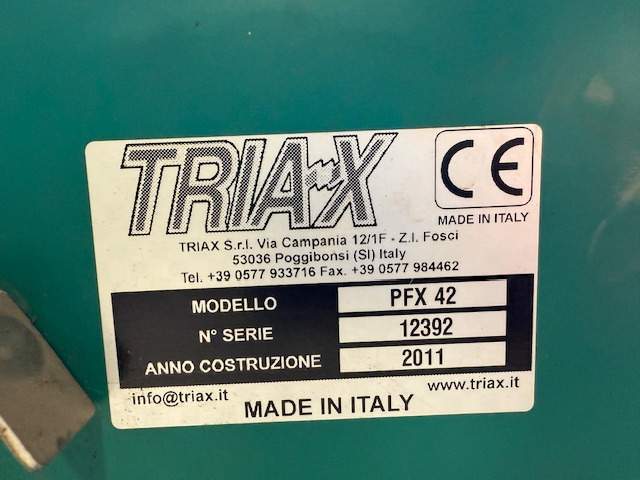 TRIAX
CE
MADE IN ITALY
TRIAX S.r.l. Via Campania 12/1F - Z.I. Fosci
53036 Poggibonsi (SI) Italy
Tel. +39 0577 933716 Fax. +39 0577 984462
MODELLO PFX 42
N° SERIE 12392
ANNO COSTRUZIONE 2011
info@triax.it www.triax.it
MADE IN ITALY